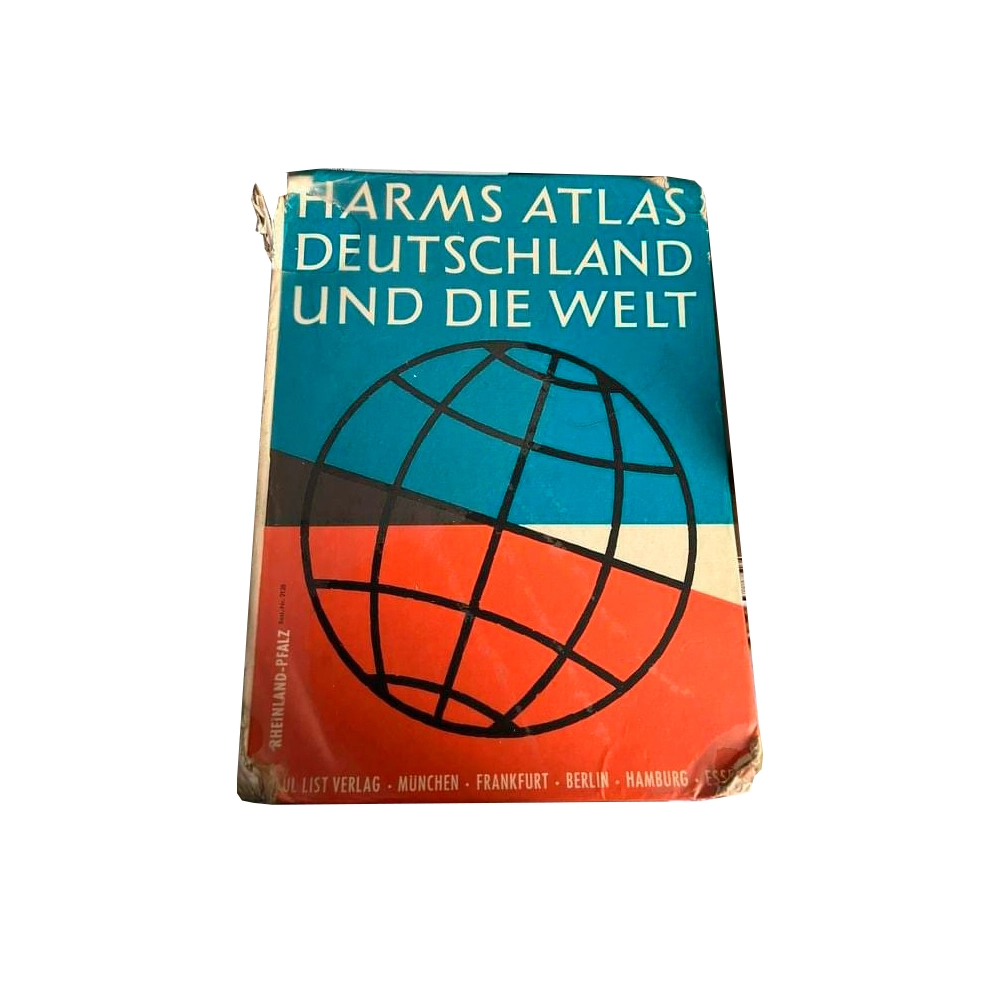 HARMS ATLAS
DEUTSCHLAND
UND DIE WELT
RHEINLAND-PFALZ
LIST VERLAG · MÜNCHEN · FRANKFURT · BERLIN · HAMBURG ·